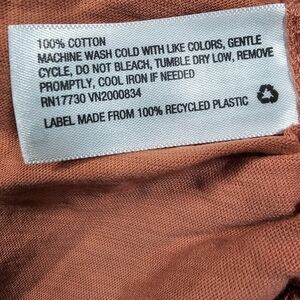 100% COTTON
MACHINE WASH COLD WITH LIKE COLORS, GENTLE
CYCLE, DO NOT BLEACH, TUMBLE DRY LOW, REMOVE
PROMPTLY, COOL IRON IF NEEDED
RN17730 VN2000834
LABEL MADE FROM 100% RECYCLED PLASTIC